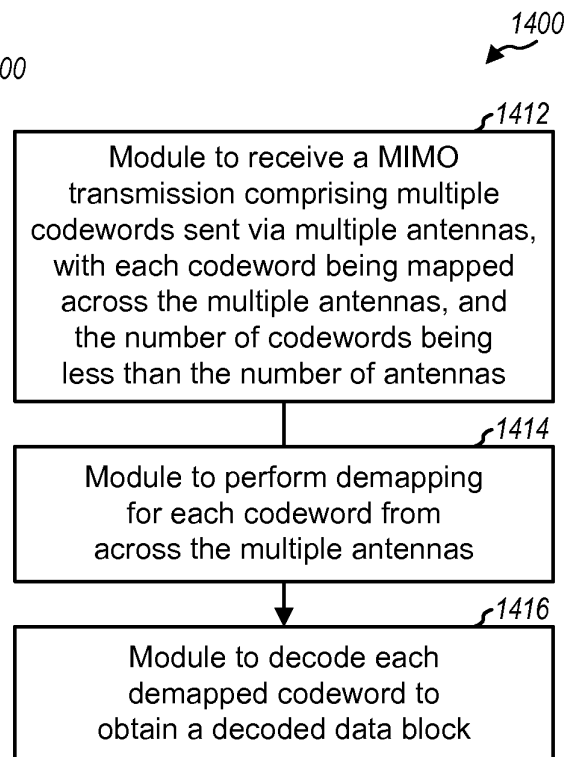 1400
00
1412
Module to receive a MIMO
transmission comprising multiple
codewords sent via multiple antennas,
with each codeword being mapped
across the multiple antennas, and
the number of codewords being
less than the number of antennas
1414
Module to perform demapping
for each codeword from
across the multiple antennas
1416
Module to decode each
demapped codeword to
obtain a decoded data block